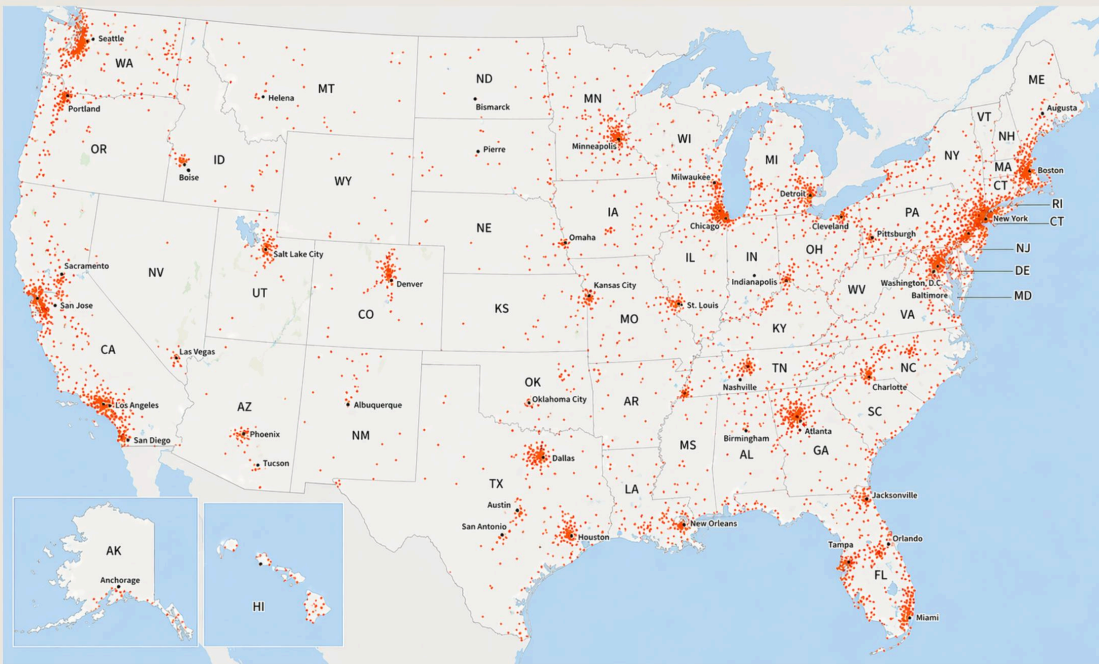 Seattle
WA
Portland
OR
Helena
MT
ID
Boise
WY
ND
Bismarck
Pierre
SD
MN
Minneapolis
WI
Milwaukee
MI
Detroit
Chicago
IA
NE
Omaha
Salt Lake City
UT
NV
Sacramento
San Jose
CA
Las Vegas
Los Angeles
San Diego
Denver
CO
KS
Kansas City
MO
St. Louis
IL
IN
Indianapolis
OH
Cleveland
Pittsburgh
PA
NY
VT
NH
ME
Augusta
MA
Boston
CT
RI
New York
CT
NJ
DE
Washington, D.C.
Baltimore
MD
WV
VA
KY
TN
Nashville
NC
Charlotte
SC
AZ
Phoenix
Tucson
Albuquerque
NM
OK
Oklahoma City
AR
MS
Birmingham
AL
Atlanta
GA
TX
Dallas
Austin
San Antonio
Houston
LA
New Orleans
Jacksonville
Orlando
Tampa
FL
Miami
AK
Anchorage
HI